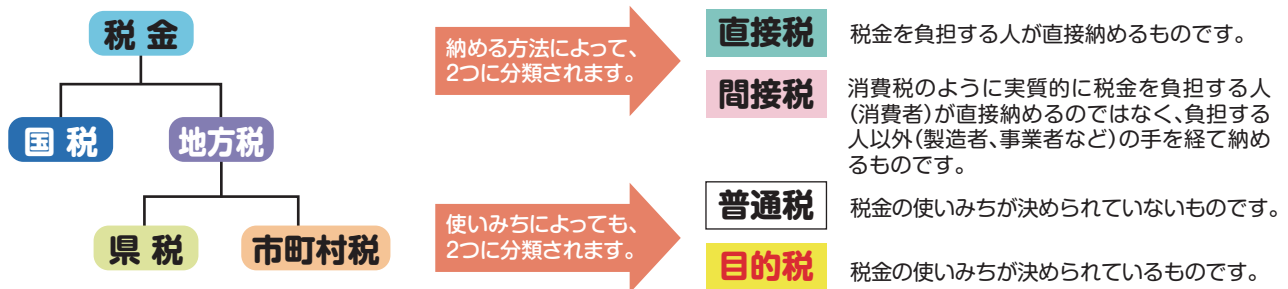 税金
国税
地方税
県税
市町村税
納める方法によって、
2つに分類されます。
直接税
税金を負担する人が直接納めるものです。
間接税
消費税のように実質的に税金を負担する人
(消費者)が直接納めるのではなく、負担する
人以外(製造者、事業者など)の手を経て納め
るものです。
使いみちによっても、
2つに分類されます。
普通税
税金の使いみちが決められていないものです。
目的税
税金の使いみちが決められているものです。